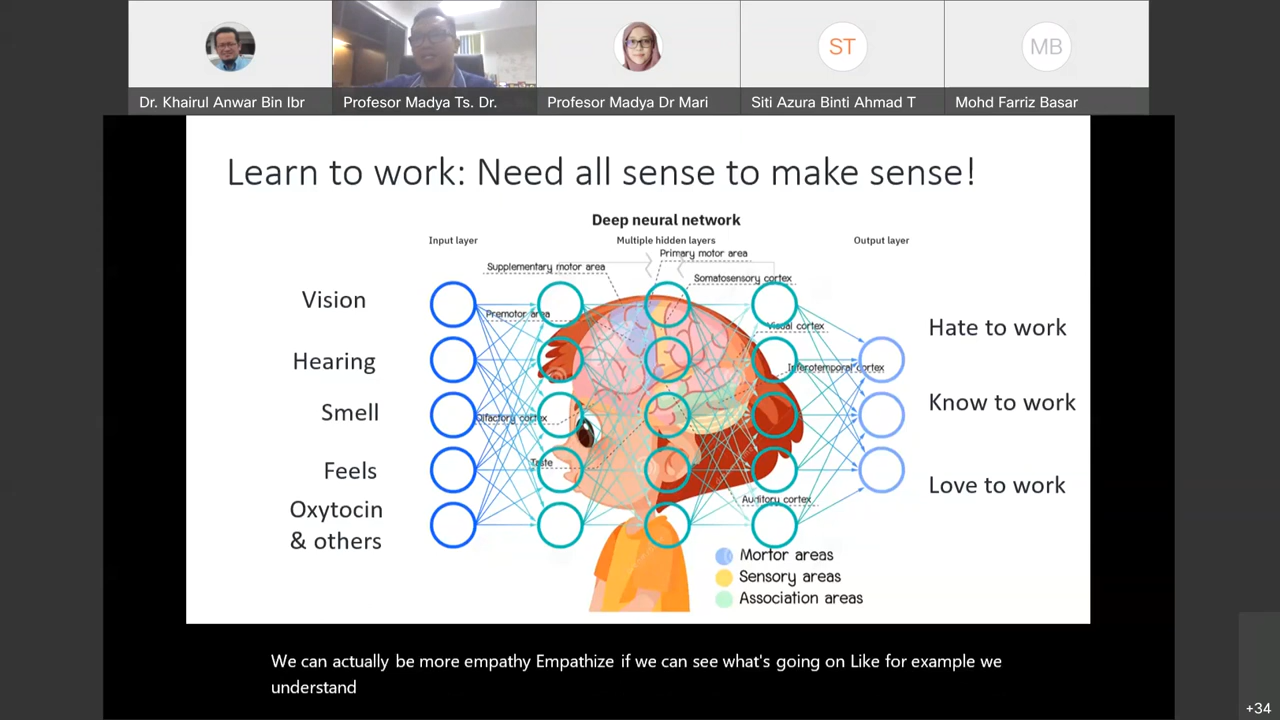 ST
MB
Dr. Khairul Anwar Bin Ibr
Profesor Madya Ts. Dr.
Profesor Madya Dr Mari
Siti Azura Binti Ahmad T
Mohd Farriz Basar
Learn to work: Need all sense to make sense!
Deep neural network
Input layer
Multiple hidden layers
Output layer
Primary motor area
Supplementary motor area
Somatosensory cortex
Vision
Premotor area
Visual cortex
Hate to work
Hearing
Inferotemporal cortex
Know to work
Smell
Olfactory cortex
Feels
Taste
Love to work
Auditory cortex
Oxytocin
& others
Mortor areas
Sensory areas
Association areas
We can actually be more empathy Empathize if we can see what's going on Like for example we
understand
+34